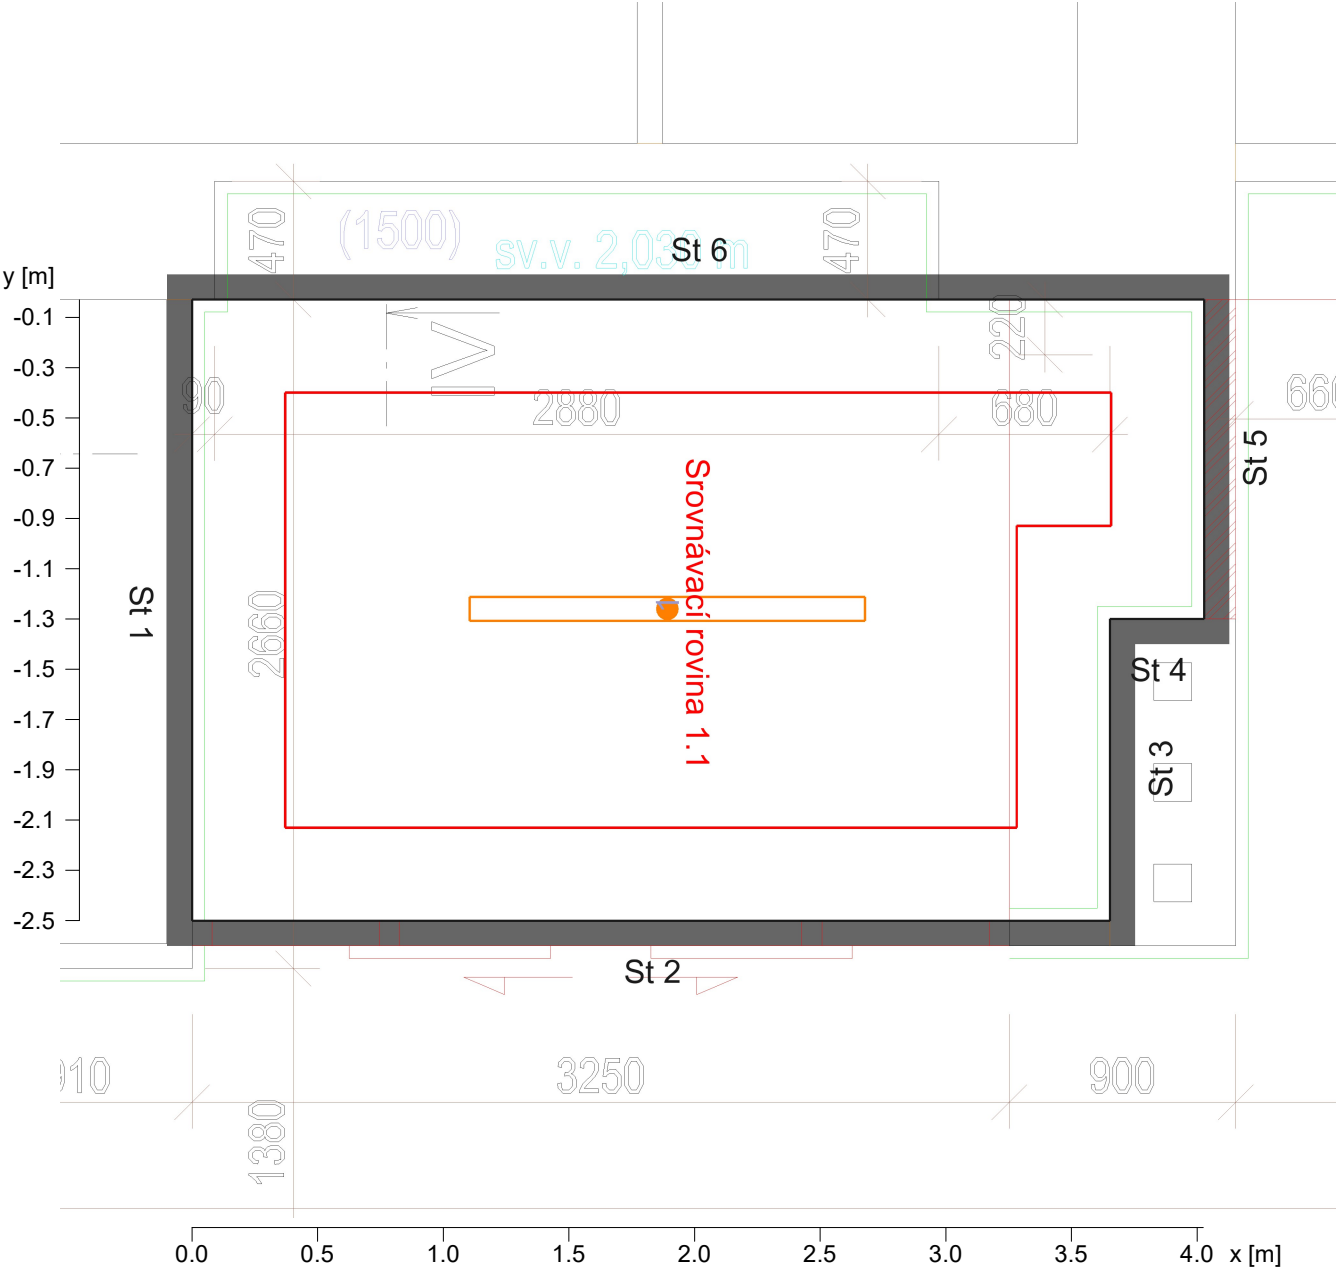 470
(1500)
470
sv.v. 2,030 m
St 6
y [m]
-0.1
-0.3
-0.5
-0.7
-0.9
-1.1
-1.3
-1.5
-1.7
-1.9
-2.1
-2.3
-2.5
220
IV
90
2880
680
660
St 5
Srovnávací rovina 1.1
St 1
2660
St 4
St 3
St 2
910
3250
900
1380
0.0 0.5 1.0 1.5 2.0 2.5 3.0 3.5 4.0 x [m]